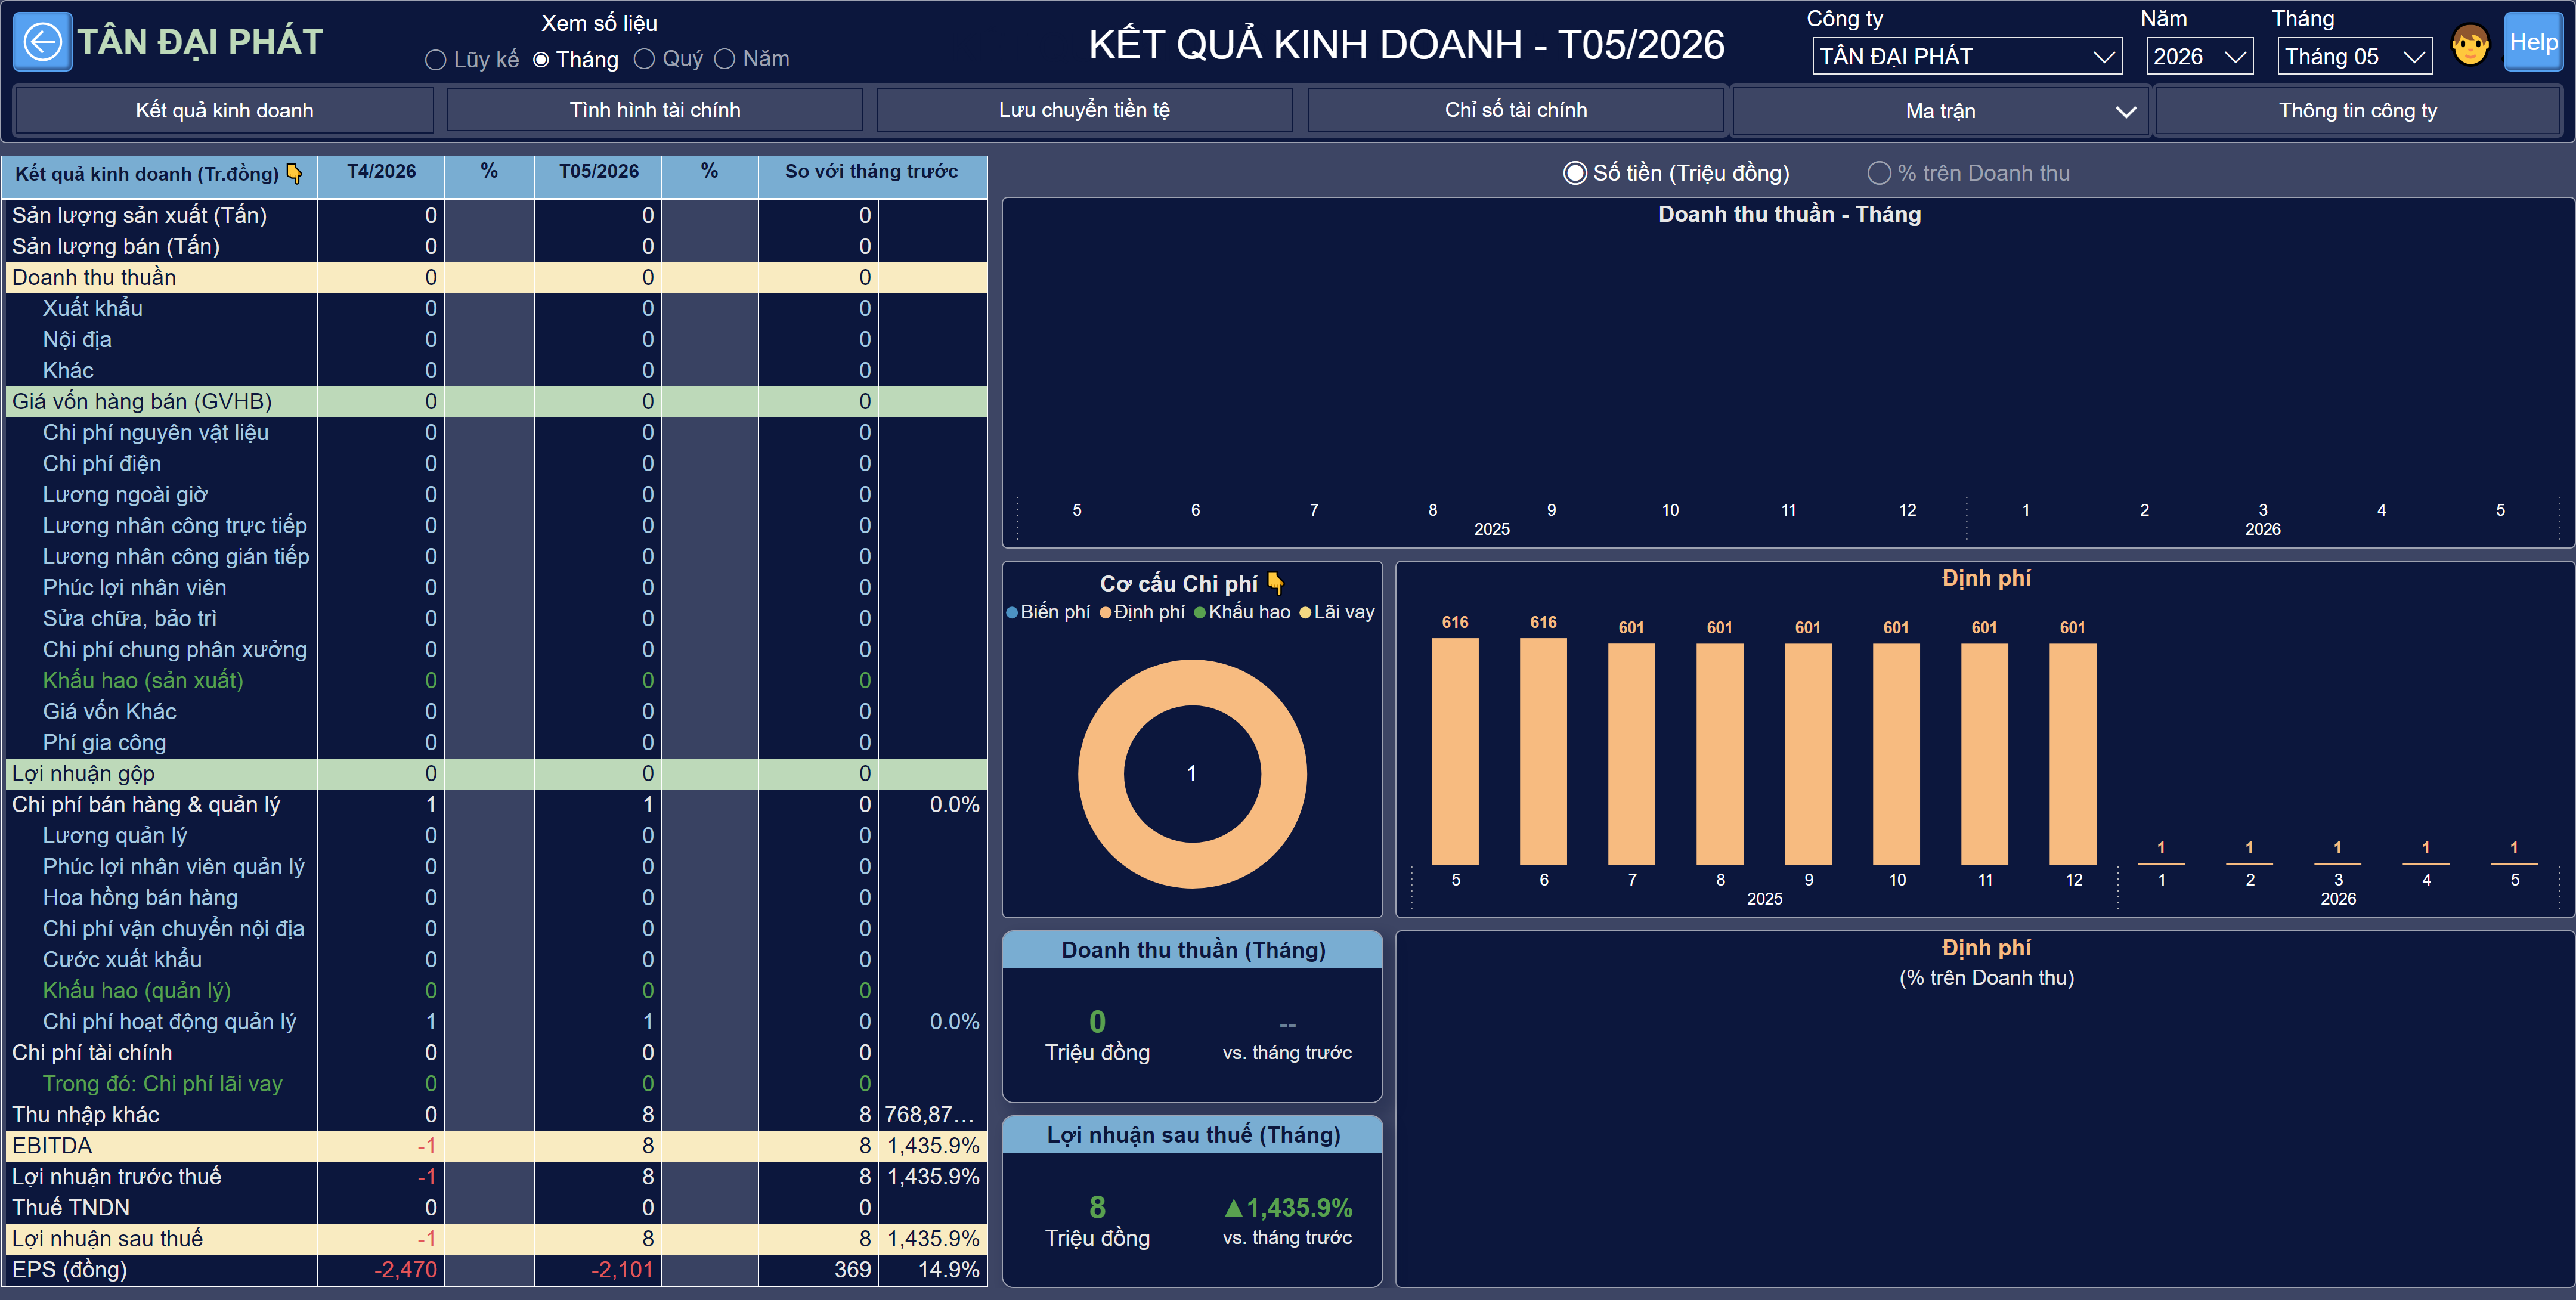 TÂN ĐẠI PHÁT
Xem số liệu
Lũy kế Tháng Quý Năm
KẾT QUẢ KINH DOANH - T05/2026
Công ty Năm Tháng
TÂN ĐẠI PHÁT 2026 Tháng 05
Help
Kết quả kinh doanh Tình hình tài chính Lưu chuyển tiền tệ Chỉ số tài chính Ma trận Thông tin công ty
Kết quả kinh doanh (Tr.đồng) T4/2026 % T05/2026 % So với tháng trước
Sản lượng sản xuất (Tấn) 0 0 0
Sản lượng bán (Tấn) 0 0 0
Doanh thu thuần 0 0 0
Xuất khẩu 0 0 0
Nội địa 0 0 0
Khác 0 0 0
Giá vốn hàng bán (GVHB) 0 0 0
Chi phí nguyên vật liệu 0 0 0
Chi phí điện 0 0 0
Lương ngoài giờ 0 0 0
Lương nhân công trực tiếp 0 0 0
Lương nhân công gián tiếp 0 0 0
Phúc lợi nhân viên 0 0 0
Sửa chữa, bảo trì 0 0 0
Chi phí chung phân xưởng 0 0 0
Khấu hao (sản xuất) 0 0 0
Giá vốn Khác 0 0 0
Phí gia công 0 0 0
Lợi nhuận gộp 0 0 0
Chi phí bán hàng & quản lý 1 1 0 0.0%
Lương quản lý 0 0 0
Phúc lợi nhân viên quản lý 0 0 0
Hoa hồng bán hàng 0 0 0
Chi phí vận chuyển nội địa 0 0 0
Cước xuất khẩu 0 0 0
Khấu hao (quản lý) 0 0 0
Chi phí hoạt động quản lý 1 1 0 0.0%
Chi phí tài chính 0 0 0
Trong đó: Chi phí lãi vay 0 0 0
Thu nhập khác 0 8 8 768,87...
EBITDA -1 8 8 1,435.9%
Lợi nhuận trước thuế -1 8 8 1,435.9%
Thuế TNDN 0 0 0
Lợi nhuận sau thuế -1 8 8 1,435.9%
EPS (đồng) -2,470 -2,101 369 14.9%
Số tiền (Triệu đồng) % trên Doanh thu
Doanh thu thuần - Tháng
5 6 7 8 9 10 11 12 1 2 3 4 5
2025 2026
Cơ cấu Chi phí
Biến phí Định phí Khấu hao Lãi vay
1
Định phí
616 616 601 601 601 601 601 601 1 1 1 1 1
5 6 7 8 9 10 11 12 1 2 3 4 5
2025 2026
Doanh thu thuần (Tháng)
0 --
Triệu đồng vs. tháng trước
Lợi nhuận sau thuế (Tháng)
8 ▲1,435.9%
Triệu đồng vs. tháng trước
Định phí
(% trên Doanh thu)